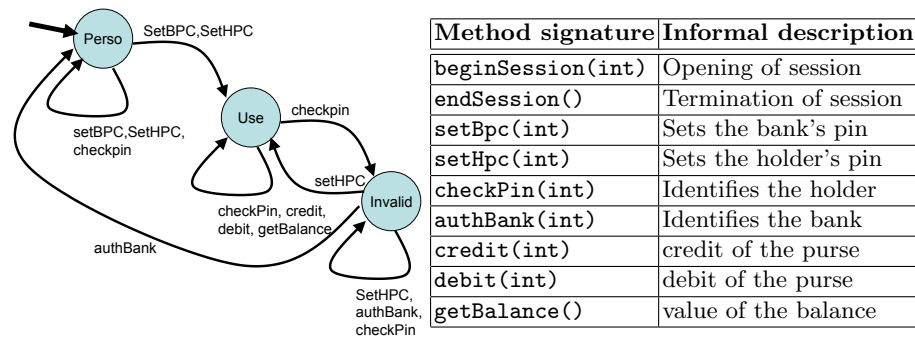 Perso
SetBPC,SetHPC
setBPC,SetHPC,
checkpin
Use
checkpin
setHPC
checkPin, credit,
debit, getBalance
Invalid
authBank
SetHPC,
authBank,
checkPin
Method signature Informal description
beginSession(int) Opening of session
endSession() Termination of session
setBpc(int) Sets the bank's pin
setHpc(int) Sets the holder's pin
checkPin(int) Identifies the holder
authBank(int) Identifies the bank
credit(int) credit of the purse
debit(int) debit of the purse
getBalance() value of the balance